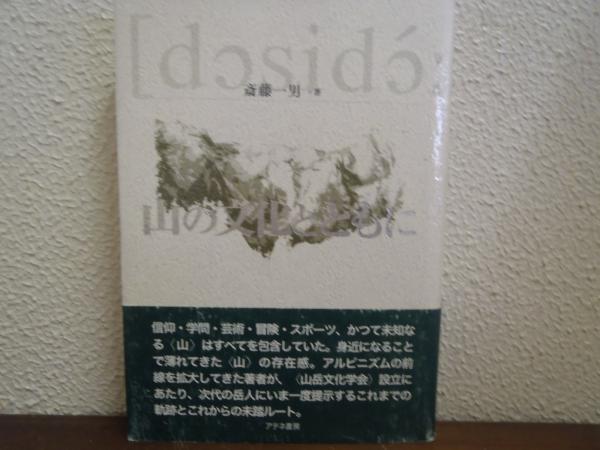 [dɔsidɔ́
斎藤一男 著
山の文化とともに
信仰・学問・芸術・冒険・スポーツ、かつて未知な
る〈山〉はすべてを包含していた。身近になること
で薄れてきた〈山〉の存在感。アルピニズムの前
線を拡大してきた著者が、〈山岳文化学会〉設立に
あたり、次代の岳人にいま一度提示するこれまでの
軌跡とこれからの未踏ルート。
アテネ書房